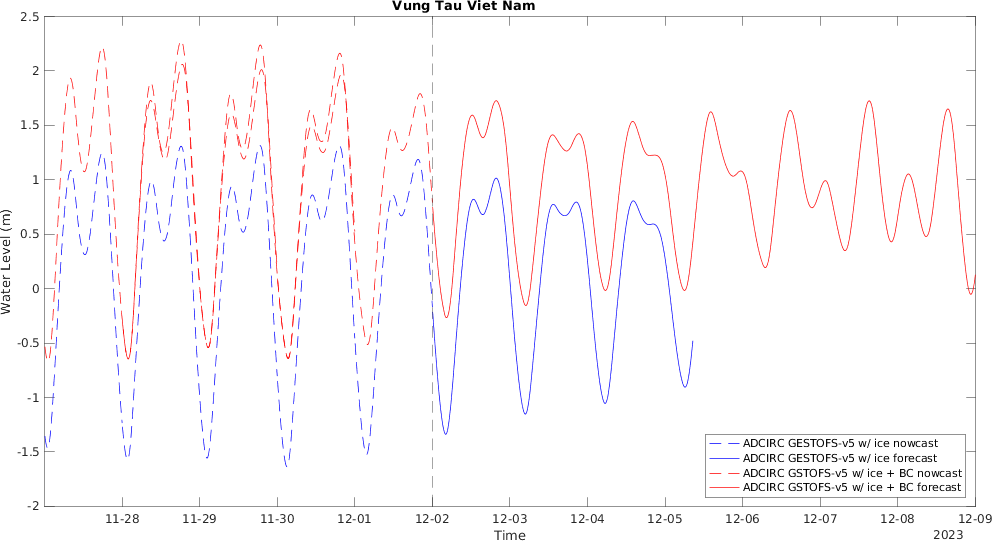 Vung Tau Viet Nam
2.5
2
1.5
1
0.5
0
-0.5
-1
-1.5
-2
Water Level (m)
ADCIRC GESTOFS-v5 w/ ice nowcast
ADCIRC GESTOFS-v5 w/ ice forecast
ADCIRC GSTOFS-v5 w/ ice + BC nowcast
ADCIRC GSTOFS-v5 w/ ice + BC forecast
11-28 11-29 11-30 12-01 12-02 12-03 12-04 12-05 12-06 12-07 12-08 12-09
Time
2023